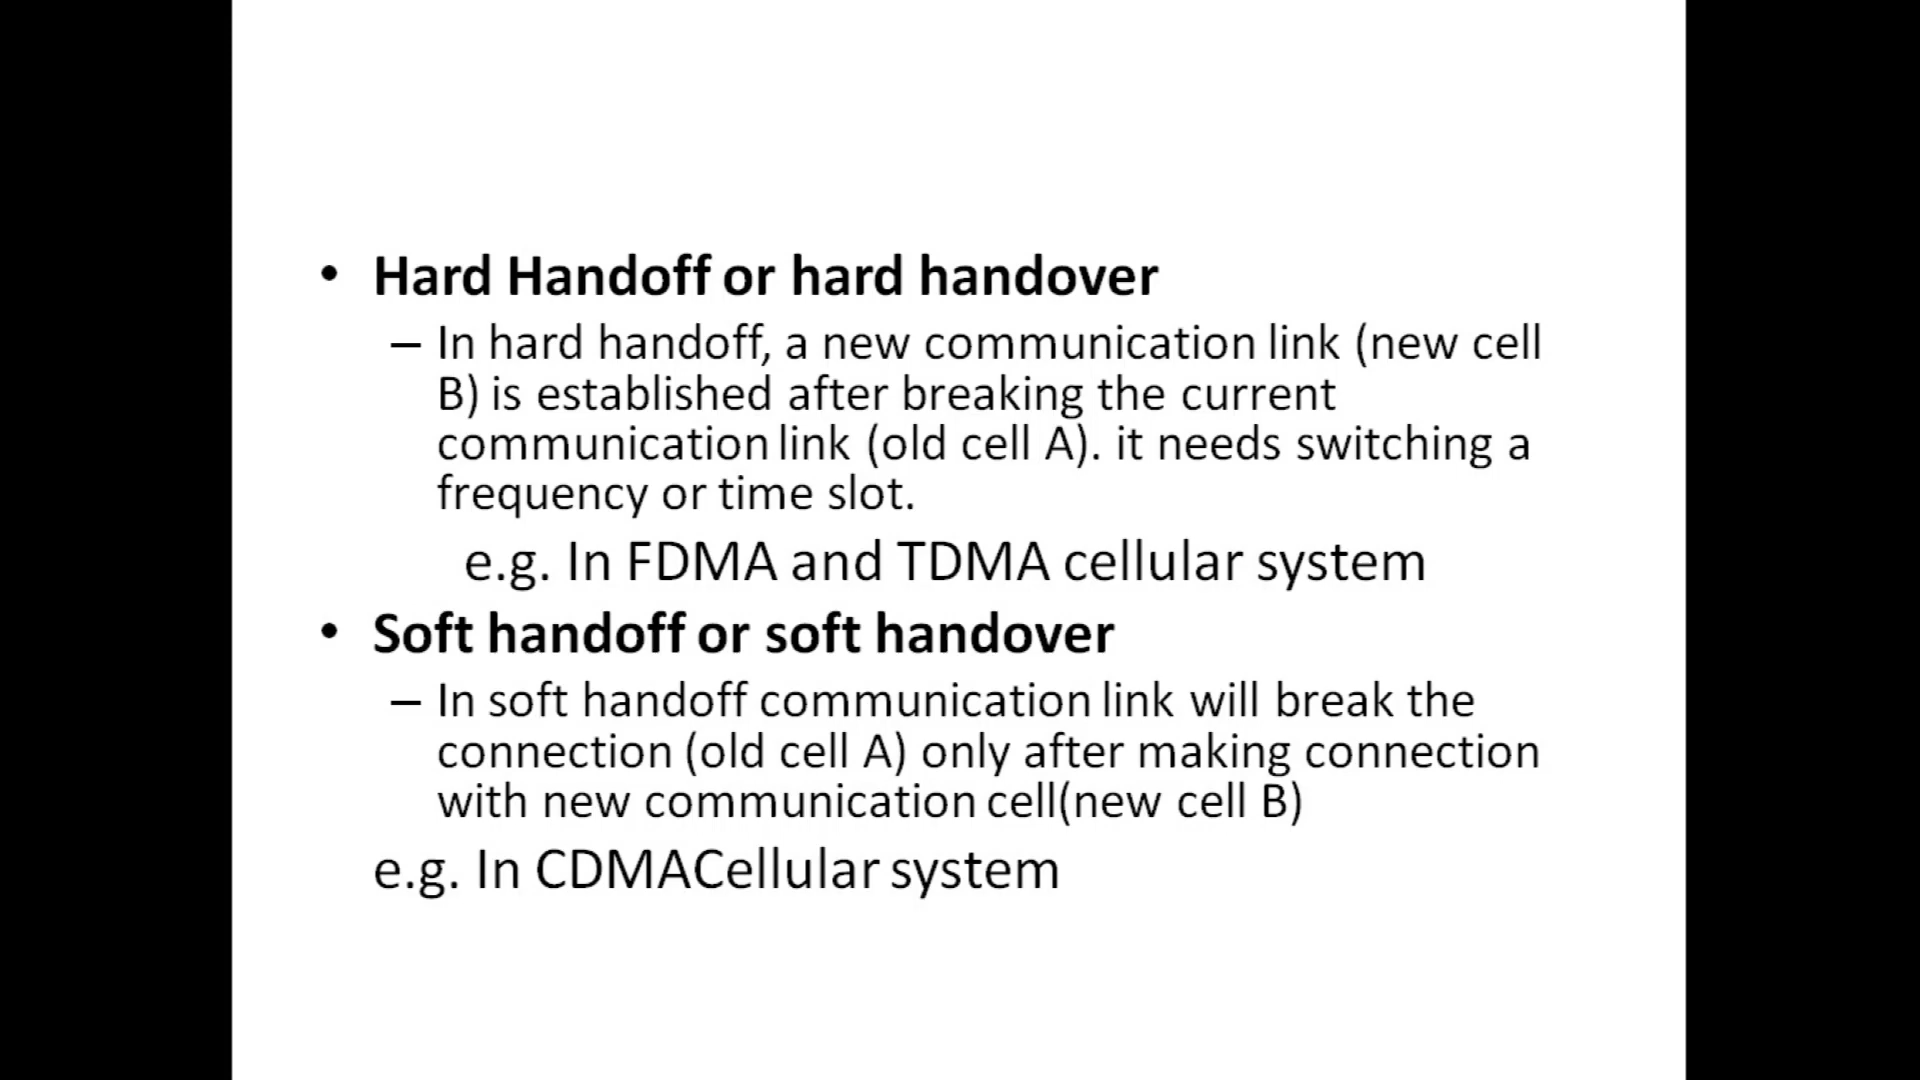 • Hard Handoff or hard handover
– In hard handoff, a new communication link (new cell
B) is established after breaking the current
communication link (old cell A). it needs switching a
frequency or time slot.
e.g. In FDMA and TDMA cellular system
• Soft handoff or soft handover
– In soft handoff communication link will break the
connection (old cell A) only after making connection
with new communication cell(new cell B)
e.g. In CDMACellular system